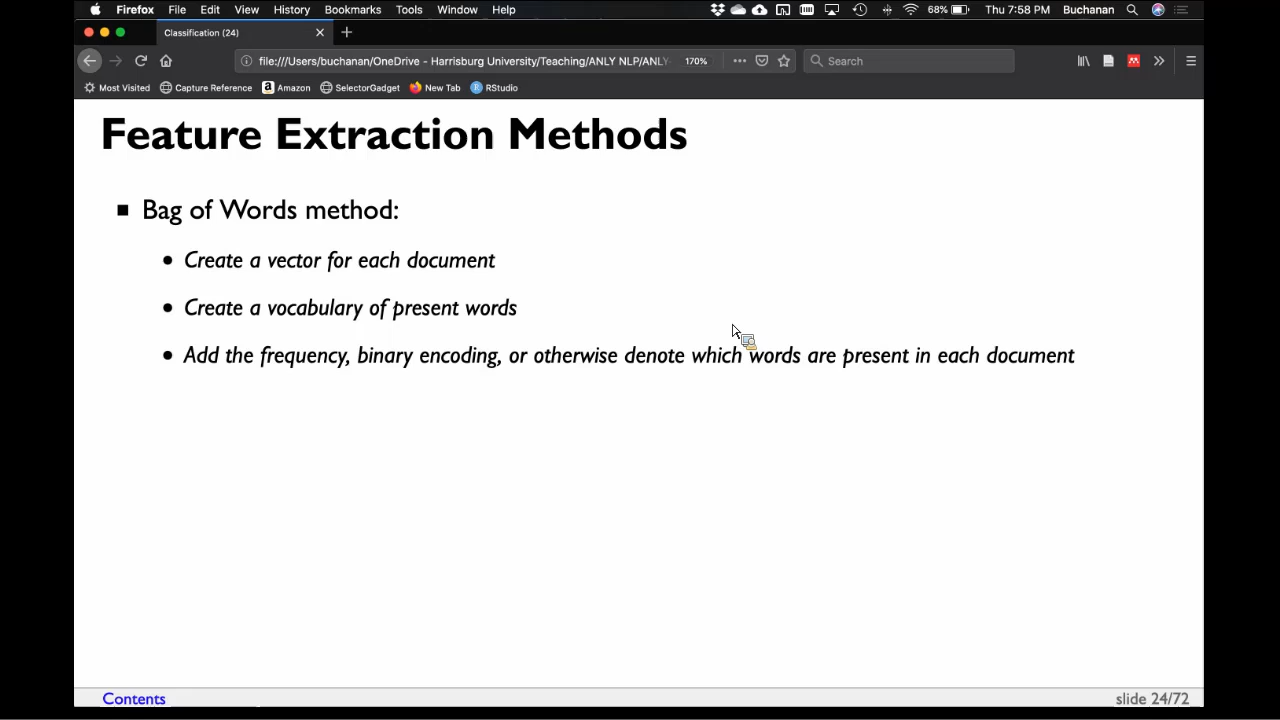 Firefox File Edit View History Bookmarks Tools Window Help 68% Thu 7:58 PM Buchanan
Classification (24)
file:///Users/buchanan/OneDrive - Harrisburg University/Teaching/ANLY NLP/ANLY- 170% Search
Most Visited Capture Reference Amazon SelectorGadget New Tab RStudio
Feature Extraction Methods
Bag of Words method:
Create a vector for each document
Create a vocabulary of present words
Add the frequency, binary encoding, or otherwise denote which words are present in each document
Contents slide 24/72